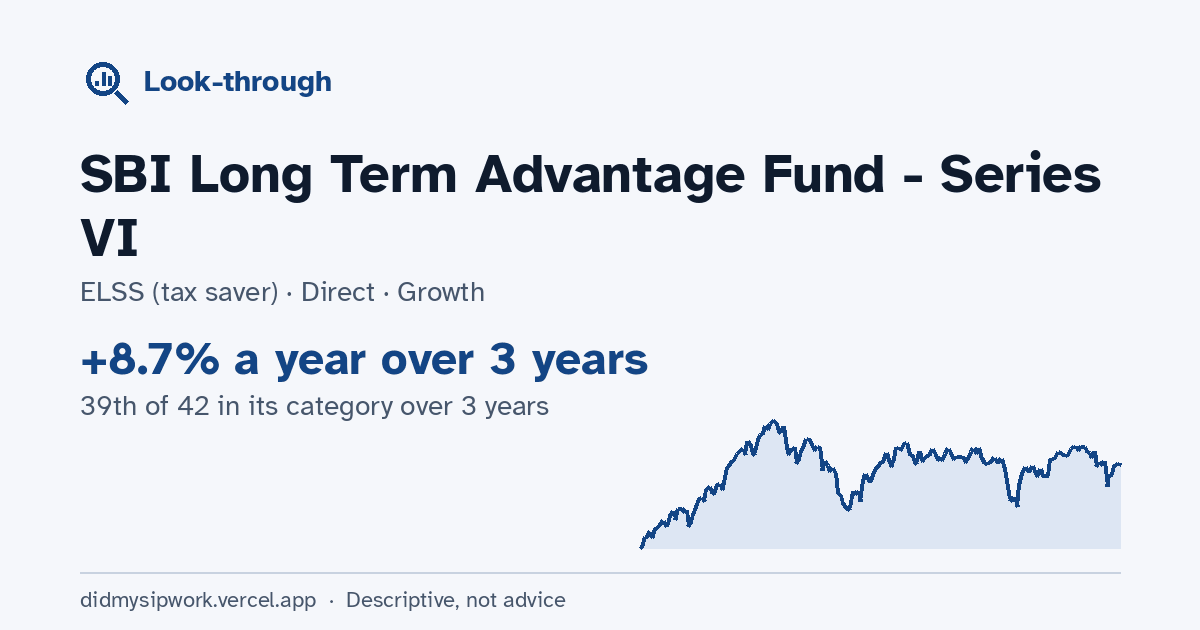 Look-through
SBI Long Term Advantage Fund - Series
VI
ELSS (tax saver) · Direct · Growth
+8.7% a year over 3 years
39th of 42 in its category over 3 years
didmysipwork.vercel.app · Descriptive, not advice